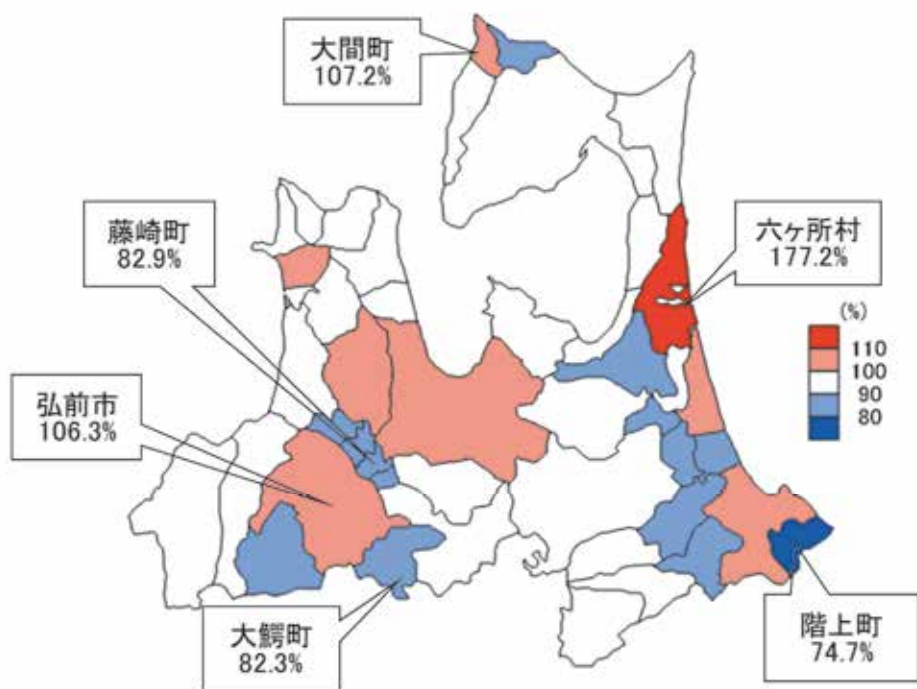 大間町
107.2%
藤崎町
82.9%
六ヶ所村
177.2%
(%)
110
100
90
80
弘前市
106.3%
大鰐町
82.3%
階上町
74.7%